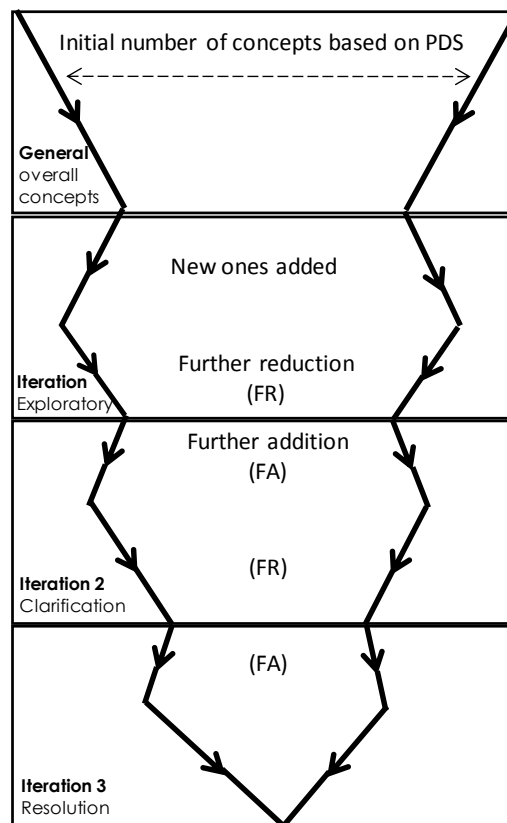 Initial number of concepts based on PDS
General
overall
concepts
New ones added
Further reduction
(FR)
Iteration
Exploratory
Further addition
(FA)
(FR)
Iteration 2
Clarification
(FA)
Iteration 3
Resolution